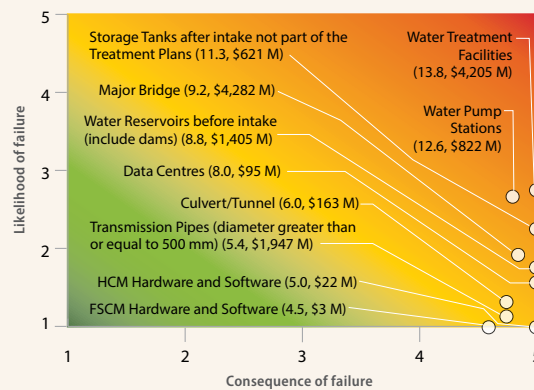 5
4
3
2
1
Likelihood of failure
Storage Tanks after intake not part of the
Treatment Plans (11.3, $621 M)
Major Bridge (9.2, $4,282 M)
Water Reservoirs before intake
(include dams) (8.8, $1,405 M)
Data Centres (8.0, $95 M)
Culvert/Tunnel (6.0, $163 M)
Transmission Pipes (diameter greater than
or equal to 500 mm) (5.4, $1,947 M)
HCM Hardware and Software (5.0, $22 M)
FSCM Hardware and Software (4.5, $3 M)
Water Treatment
Facilities
(13.8, $4,205 M)
Water Pump
Stations
(12.6, $822 M)
1
2
3
4
5
Consequence of failure